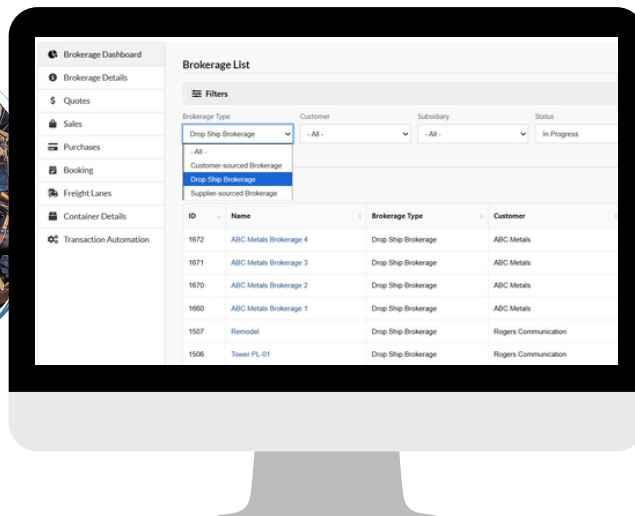 Brokerage Dashboard
Brokerage Details
Quotes
Sales
Purchases
Booking
Freight Lanes
Container Details
Transaction Automation
Brokerage List
Filters
Brokerage Type Customer Subsidiary Status
Drop Ship Brokerage - All - - All - In Progress
- All -
Customer-sourced Brokerage
Drop Ship Brokerage
Supplier-sourced Brokerage
ID Name Brokerage Type Customer
1672 ABC Metals Brokerage 4 Drop Ship Brokerage ABC Metals
1671 ABC Metals Brokerage 3 Drop Ship Brokerage ABC Metals
1670 ABC Metals Brokerage 2 Drop Ship Brokerage ABC Metals
1660 ABC Metals Brokerage 1 Drop Ship Brokerage ABC Metals
1507 Remodel Drop Ship Brokerage Rogers Communication
1506 Tower PL-01 Drop Ship Brokerage Rogers Communication